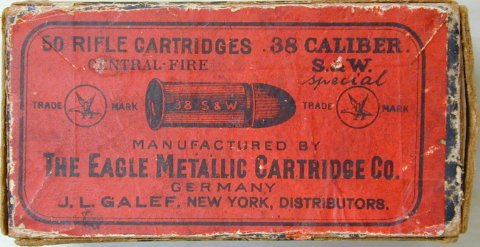 50 RIFLE CARTRIDGES .38 CALIBER.
CENTRAL-FIRE S.&W.
special
TRADE MARK 38 S&W TRADE MARK
MANUFACTURED BY
THE EAGLE METALLIC CARTRIDGE CO.
GERMANY
J. L. GALEF, NEW YORK, DISTRIBUTORS.